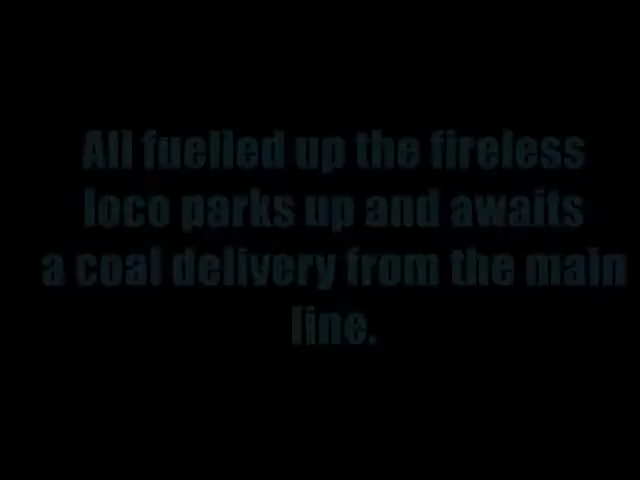 All fuelled up the fireless
loco parks up and awaits
a coal delivery from the main
line.